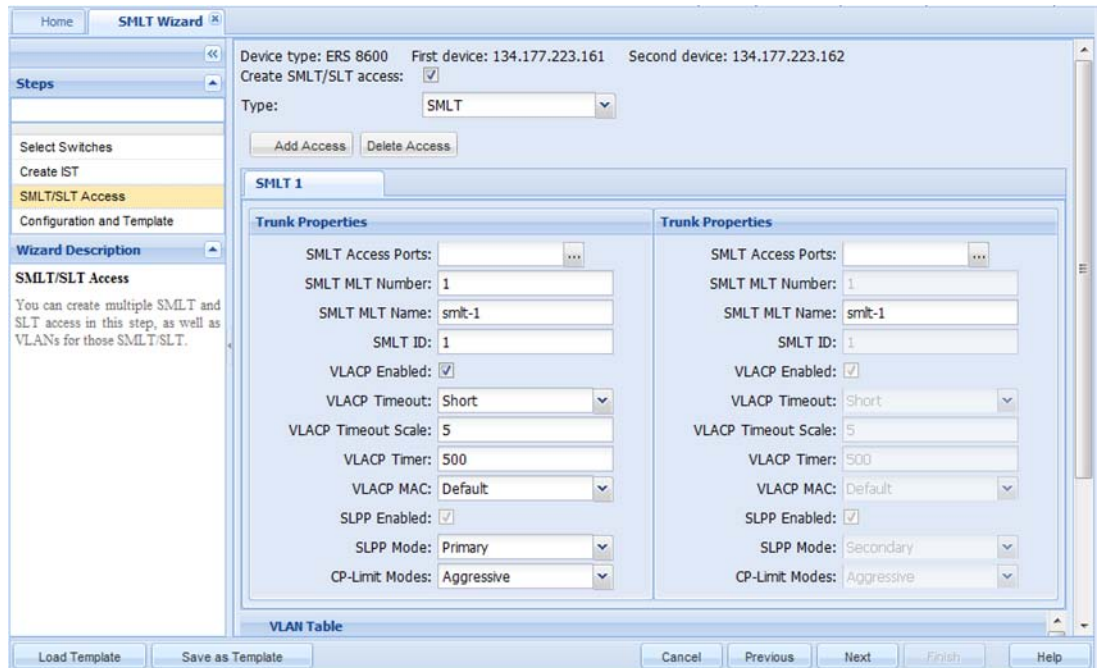 Home
SMLT Wizard
Steps
Select Switches
Create IST
SMLT/SLT Access
Configuration and Template
Wizard Description
SMLT/SLT Access
You can create multiple SMLT and
SLT access in this step, as well as
VLANs for those SMLT/SLT.
Device type: ERS 8600 First device: 134.177.223.161 Second device: 134.177.223.162
Create SMLT/SLT access:
Type: SMLT
Add Access Delete Access
SMLT 1
Trunk Properties
SMLT Access Ports: ...
SMLT MLT Number: 1
SMLT MLT Name: smlt-1
SMLT ID: 1
VLACP Enabled:
VLACP Timeout: Short
VLACP Timeout Scale: 5
VLACP Timer: 500
VLACP MAC: Default
SLPP Enabled:
SLPP Mode: Primary
CP-Limit Modes: Aggressive
Trunk Properties
SMLT Access Ports: ...
SMLT MLT Number: 1
SMLT MLT Name: smlt-1
SMLT ID: 1
VLACP Enabled:
VLACP Timeout: Short
VLACP Timeout Scale: 5
VLACP Timer: 500
VLACP MAC: Default
SLPP Enabled:
SLPP Mode: Secondary
CP-Limit Modes: Aggressive
VLAN Table
Load Template Save as Template Cancel Previous Next Finish Help